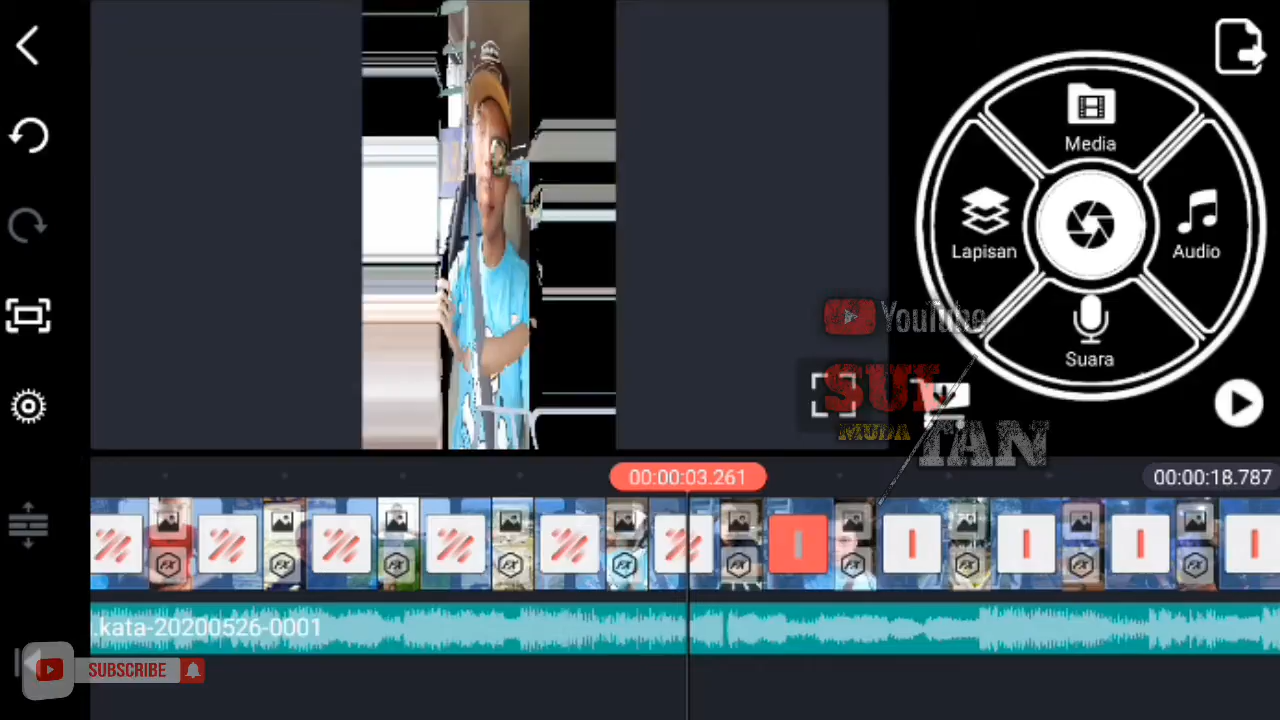 Media
Lapisan
Audio
Suara
YouTube
SUL
MUDA
TAN
00:00:03.261
00:00:18.787
.kata-20200526-0001
SUBSCRIBE